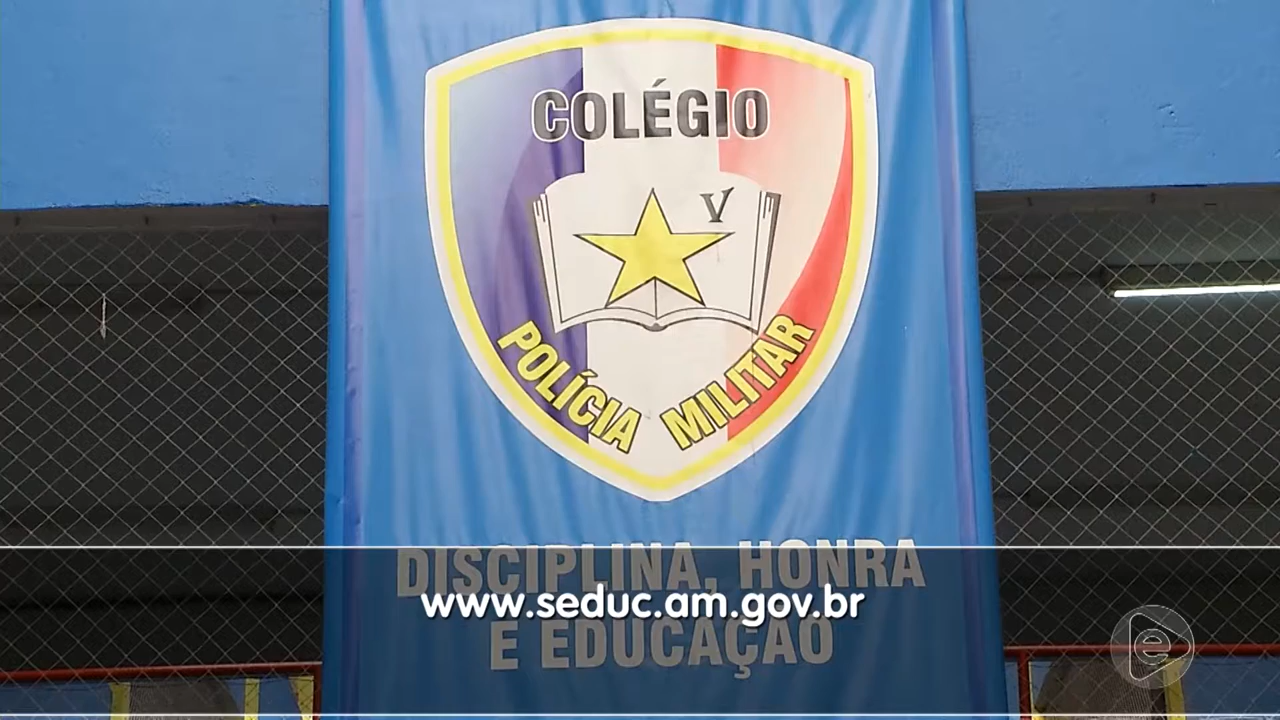 COLÉGIO
V
POLÍCIA MILITAR
DISCIPLINA, HONRA
www.seduc.am.gov.br
E EDUCAÇÃO
e